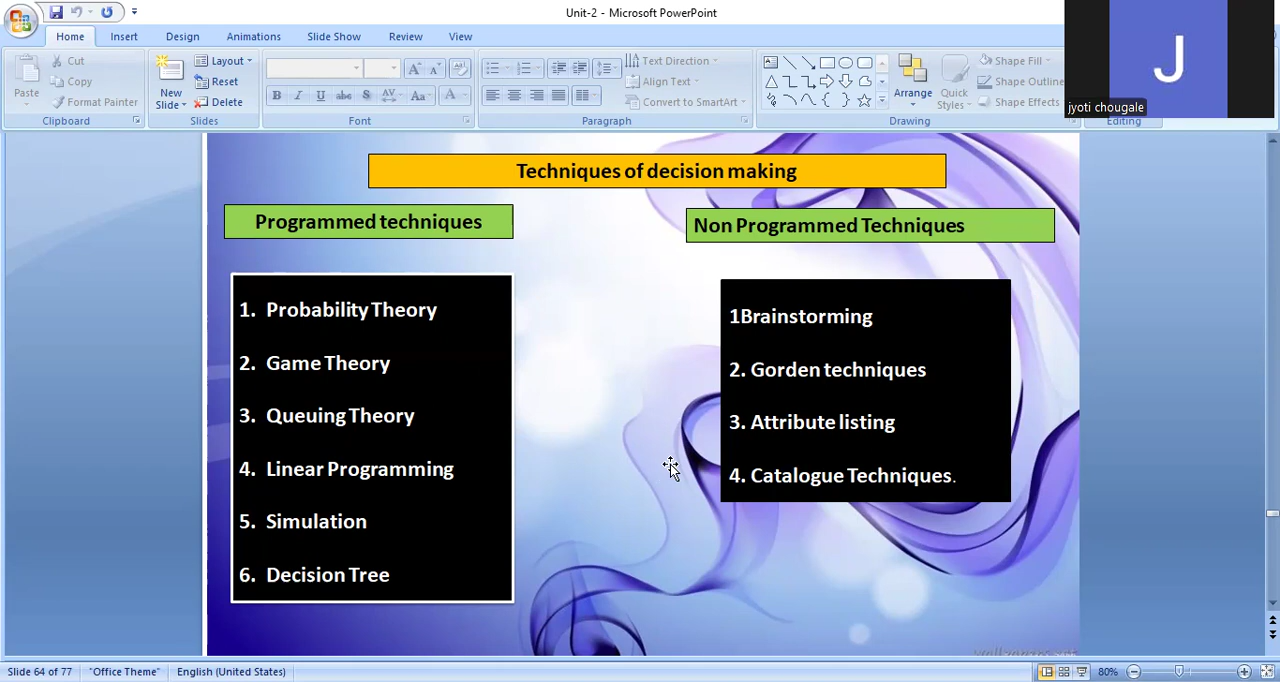 Unit-2 - Microsoft PowerPoint
Home Insert Design Animations Slide Show Review View
Paste
Cut
Copy
Format Painter
Clipboard
New Slide
Layout
Reset
Delete
Slides
B I U abc S AV Aa A
Font
Text Direction
Align Text
Convert to SmartArt
Paragraph
Arrange
Quick Styles
Shape Fill
Shape Outline
Shape Effects
Drawing
Editing
J
jyoti chougale
Techniques of decision making
Programmed techniques
1. Probability Theory
2. Game Theory
3. Queuing Theory
4. Linear Programming
5. Simulation
6. Decision Tree
Non Programmed Techniques
1Brainstorming
2. Gorden techniques
3. Attribute listing
4. Catalogue Techniques.
Slide 64 of 77 "Office Theme" English (United States) 80%